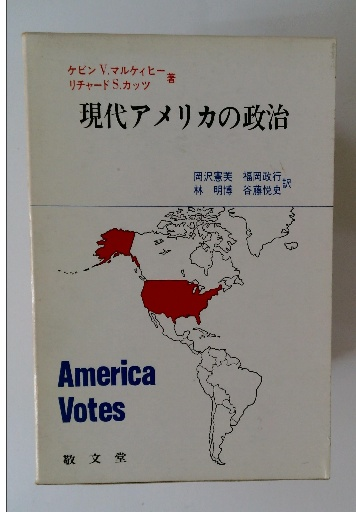 ケビンV.マルケィヒー
リチャードS.カッツ 著
現代アメリカの政治
岡沢憲芙 福岡政行
林 明博 谷藤悦史 訳
America
Votes
敬文堂